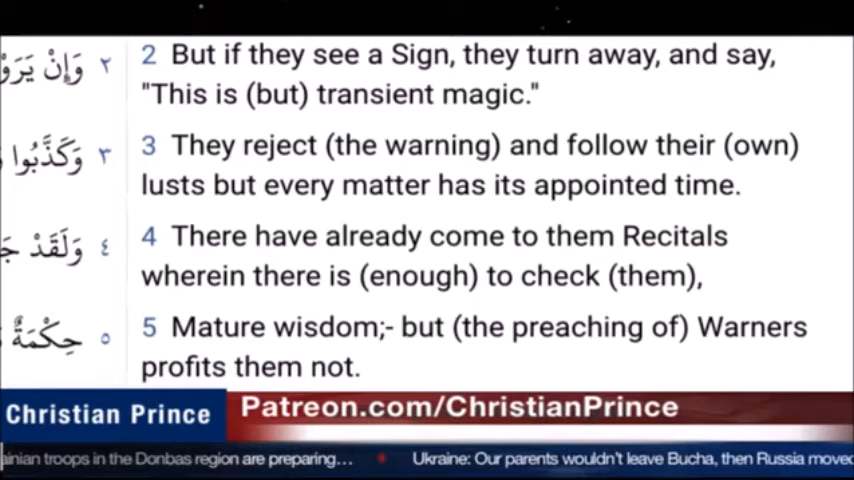 ٢ وَإِنْ يَرَوْ 2 But if they see a Sign, they turn away, and say,
"This is (but) transient magic."
٣ وَكَذَّبُوا 3 They reject (the warning) and follow their (own)
lusts but every matter has its appointed time.
٤ وَلَقَدْ 4 There have already come to them Recitals
wherein there is (enough) to check (them),
٥ حِكْمَةٌ 5 Mature wisdom;- but (the preaching of) Warners
profits them not.
Christian Prince Patreon.com/ChristianPrince
ainian troops in the Donbas region are preparing... • Ukraine: Our parents wouldn't leave Bucha, then Russia moved